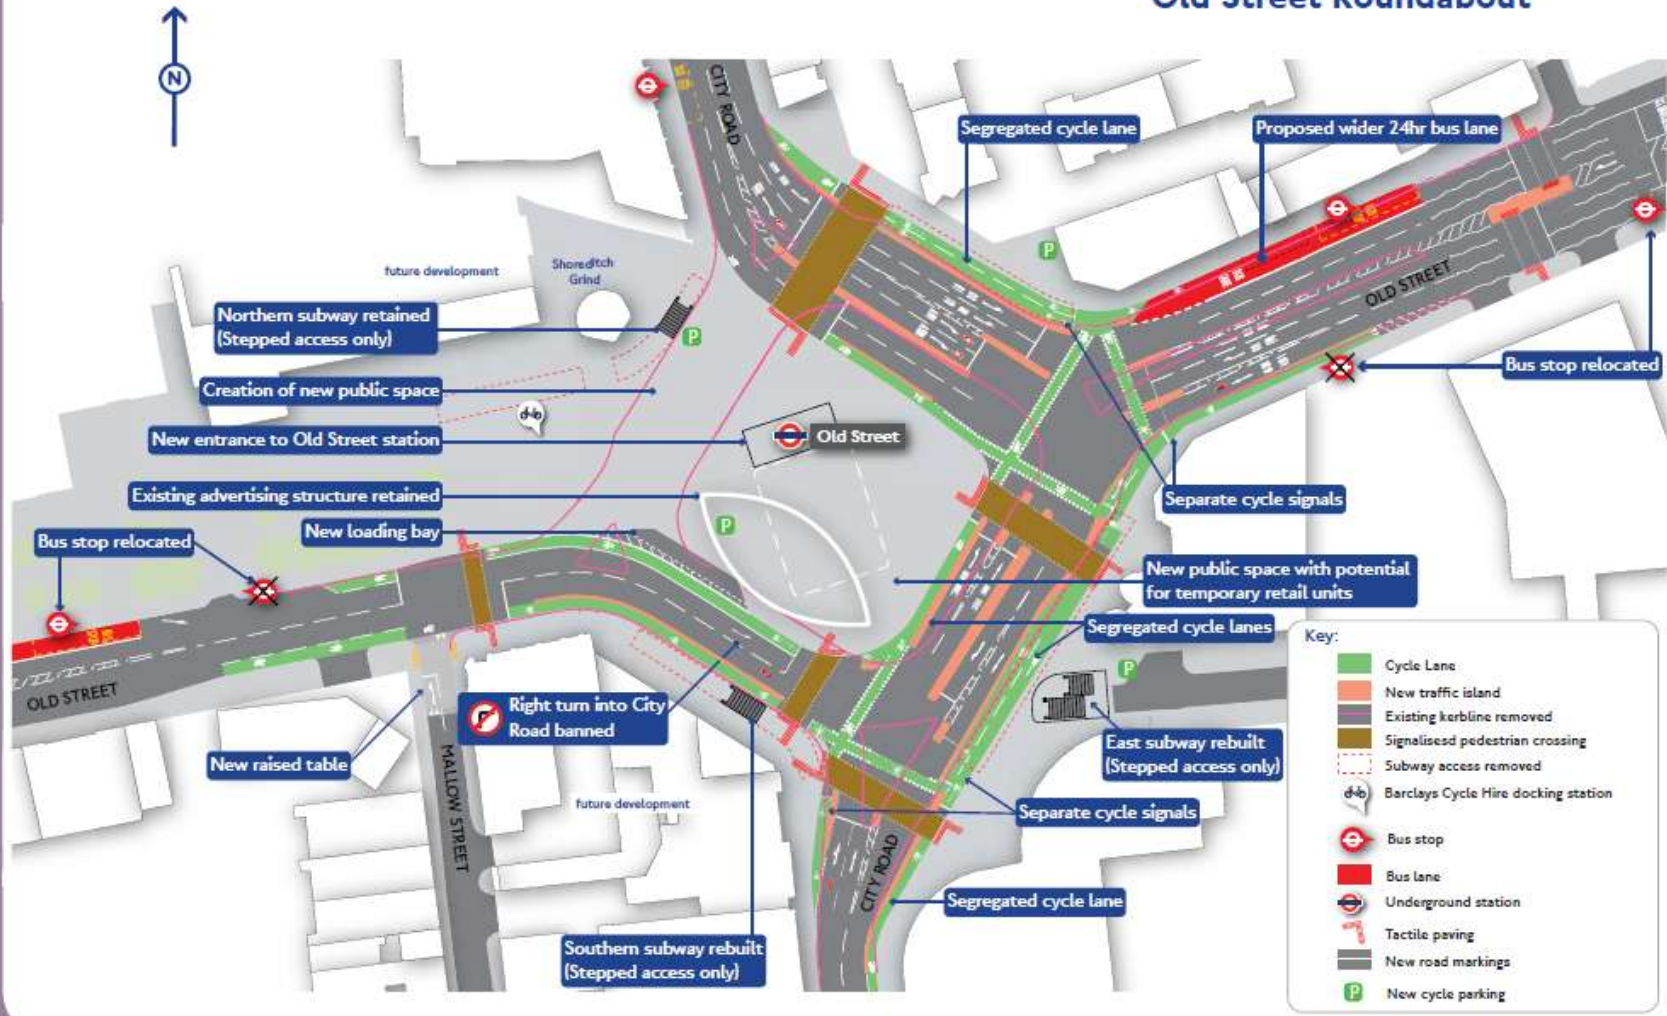 Old Street Roundabout
N
CITY ROAD
Segregated cycle lane
Proposed wider 24hr bus lane
P
future development
Shoreditch
Grind
OLD STREET
Northern subway retained
(Stepped access only)
P
Bus stop relocated
Creation of new public space
New entrance to Old Street station
Old Street
Existing advertising structure retained
Separate cycle signals
P
New loading bay
Bus stop relocated
New public space with potential
for temporary retail units
Segregated cycle lanes
P
OLD STREET
Right turn into City
Road banned
New raised table
East subway rebuilt
(Stepped access only)
MALLOW STREET
future development
Separate cycle signals
CITY ROAD
Segregated cycle lane
Southern subway rebuilt
(Stepped access only)
Key:
Cycle Lane
New traffic island
Existing kerbline removed
Signalisesd pedestrian crossing
Subway access removed
Barclays Cycle Hire docking station
Bus stop
Bus lane
Underground station
Tactile paving
New road markings
P New cycle parking